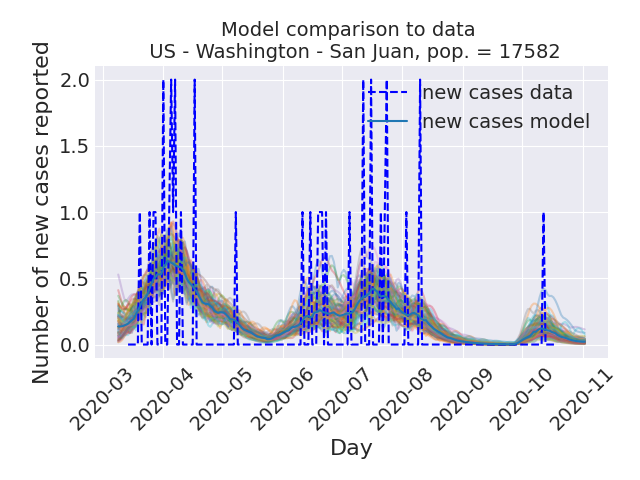 Model comparison to data
US - Washington - San Juan, pop. = 17582
Number of new cases reported
2.0
1.5
1.0
0.5
0.0
new cases data
new cases model
2020-03
2020-04
2020-05
2020-06
2020-07
2020-08
2020-09
2020-10
2020-11
Day